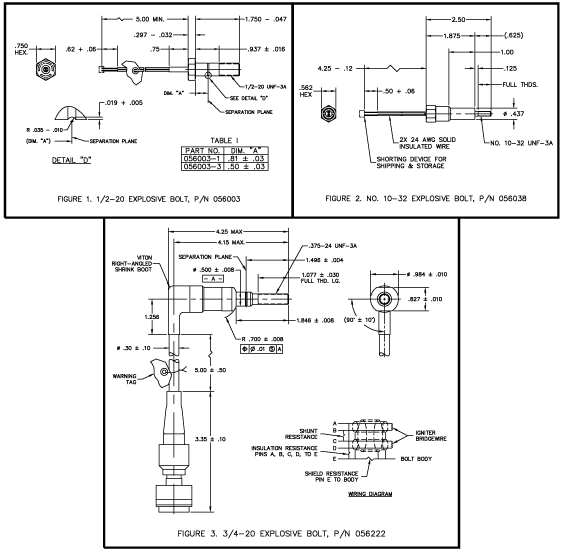 5.00 MIN.
1.750 - .047
.297 - .032
.750
HEX.
.62 + .06
.75
.937 ± .016
1/2-20 UNF-3A
SEE DETAIL "D"
DIM. "A"
SEPARATION PLANE
.019 + .005
R .035 - .010
(DIM. "A")
SEPARATION PLANE
DETAIL "D"
TABLE I
PART NO. DIM. "A"
056003-1 .81 ± .03
056003-3 .50 ± .03
FIGURE 1. 1/2-20 EXPLOSIVE BOLT, P/N 056003
2.50
1.875
(.625)
1.00
4.25 - .12
.125
FULL THDS.
.562
HEX
.50 + .06
ø .437
2X 24 AWG SOLID
INSULATED WIRE
NO. 10-32 UNF-3A
SHORTING DEVICE FOR
SHIPPING & STORAGE
FIGURE 2. NO. 10-32 EXPLOSIVE BOLT, P/N 056038
4.25 MAX.
4.15 MAX.
VITON
RIGHT-ANGLED
SHRINK BOOT
SEPARATION PLANE
.375-24 UNF-3A
1.496 ± .004
ø .500 ± .008
- A -
1.077 ± .030
FULL THD. LG.
ø .984 ± .010
.827 ± .010
1.256
1.846 ± .008
(90° ± 10°)
R .700 ± .008
ø .01 Ⓢ A
ø .30 ± .10
WARNING
TAG
5.00 ± .50
3.35 ± .10
A
B
C
D
E
SHUNT
RESISTANCE
INSULATION RESISTANCE
PINS A, B, C, D, TO E
IGNITER
BRIDGEWIRE
BOLT BODY
SHIELD RESISTANCE
PIN E TO BODY
WIRING DIAGRAM
FIGURE 3. 3/4-20 EXPLOSIVE BOLT, P/N 056222